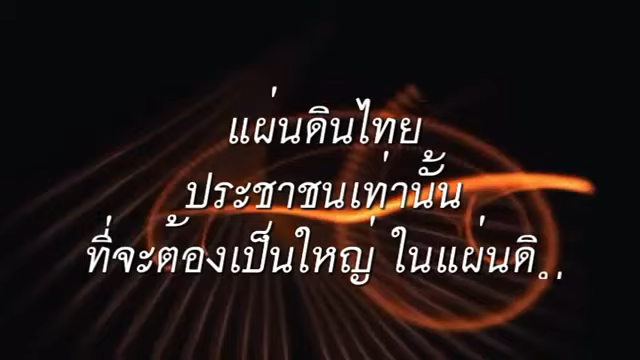 แผ่นดินไทย
ประชาชนเท่านั้น
ที่จะต้องเป็นใหญ่ ในแผ่นดิ..